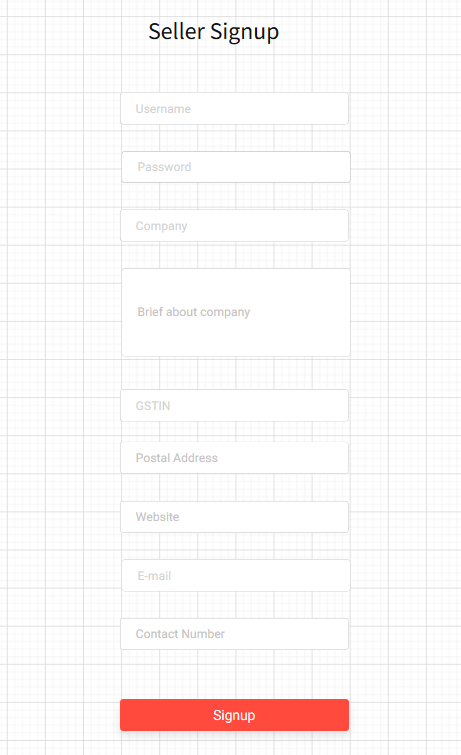 Seller Signup
Username
Password
Company
Brief about company
GSTIN
Postal Address
Website
E-mail
Contact Number
Signup